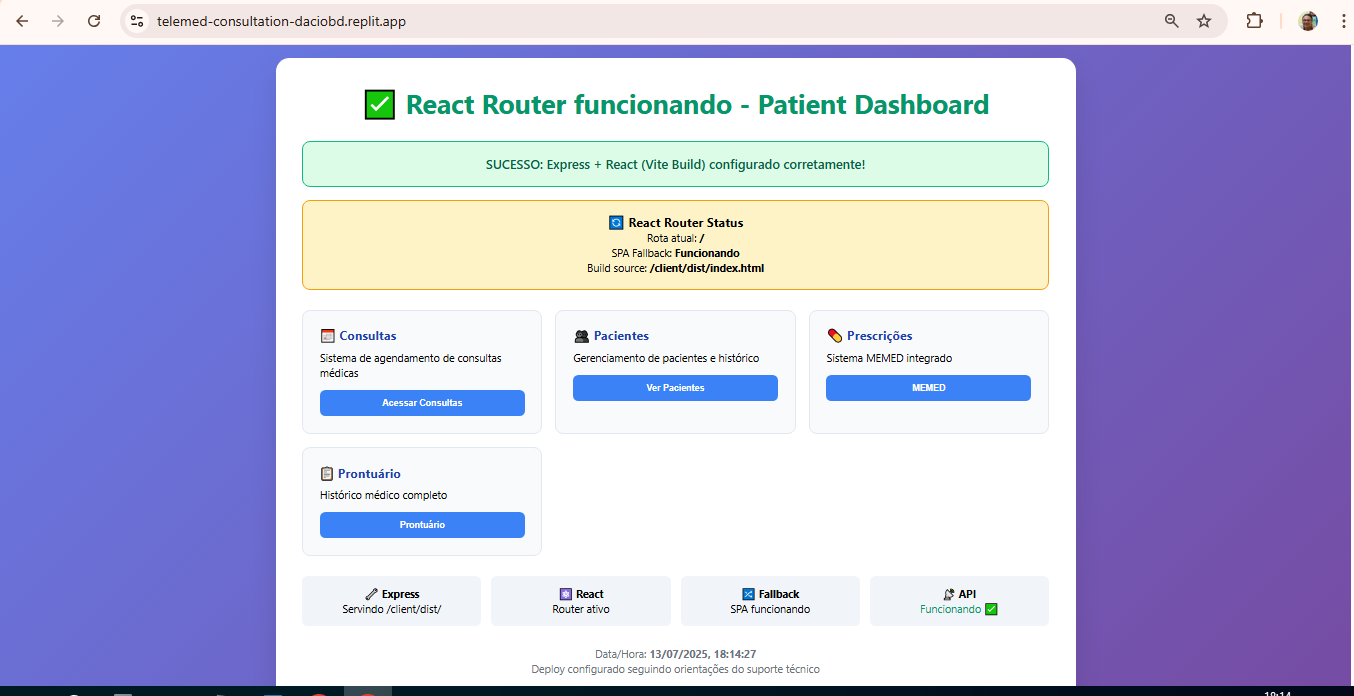 telemed-consultation-daciobd.replit.app
✅ React Router funcionando - Patient Dashboard
SUCESSO: Express + React (Vite Build) configurado corretamente!
React Router Status
Rota atual: /
SPA Fallback: Funcionando
Build source: /client/dist/index.html
Consultas
Sistema de agendamento de consultas
médicas
Acessar Consultas
Pacientes
Gerenciamento de pacientes e histórico
Ver Pacientes
Prescrições
Sistema MEMED integrado
MEMED
Prontuário
Histórico médico completo
Prontuário
Express
Servindo /client/dist/
React
Router ativo
Fallback
SPA funcionando
API
Funcionando ✅
Data/Hora: 13/07/2025, 18:14:27
Deploy configurado seguindo orientações do suporte técnico